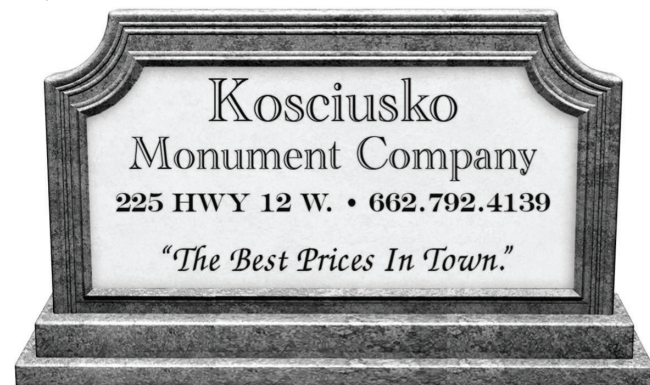 Kosciusko
Monument Company
225 HWY 12 W. • 662.792.4139
“The Best Prices In Town.”